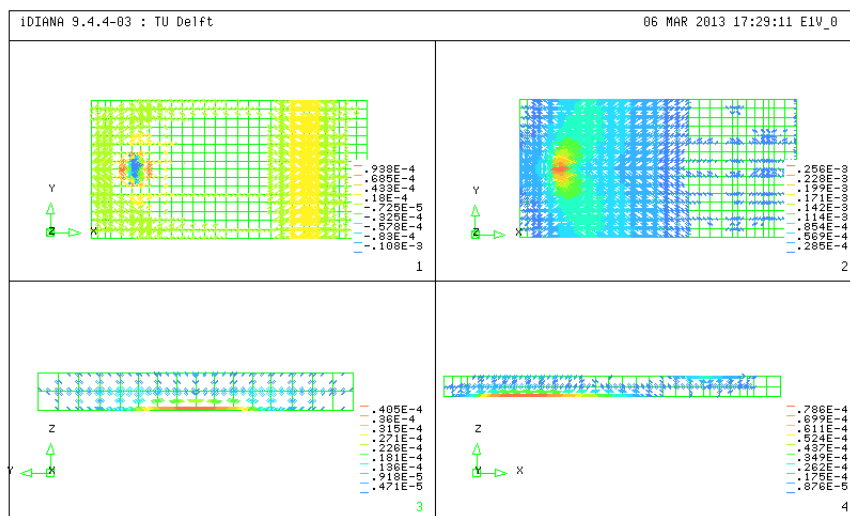 iDIANA 9.4.4-03 : TU Delft
06 MAR 2013 17:29:11 E1V_0
.938E-4
.685E-4
.433E-4
.18E-4
-.725E-5
-.325E-4
-.578E-4
-.83E-4
-.108E-3
Y
Z X
1
.256E-3
.228E-3
.199E-3
.171E-3
.142E-3
.114E-3
.854E-4
.569E-4
.285E-4
Y
Z X
2
.405E-4
.36E-4
.315E-4
.271E-4
.226E-4
.181E-4
.136E-4
.918E-5
.471E-5
Z
Y X
3
.786E-4
.699E-4
.611E-4
.524E-4
.437E-4
.349E-4
.262E-4
.175E-4
.876E-5
Z
Y X
4